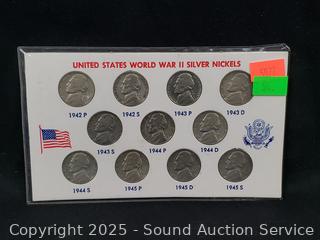 UNITED STATES WORLD WAR II SILVER NICKELS
1942 P 1942 S 1943 P 1943 D
1943 S 1944 P 1944 D
1944 S 1945 P 1945 D 1945 S
Copyright 2025 - Sound Auction Service